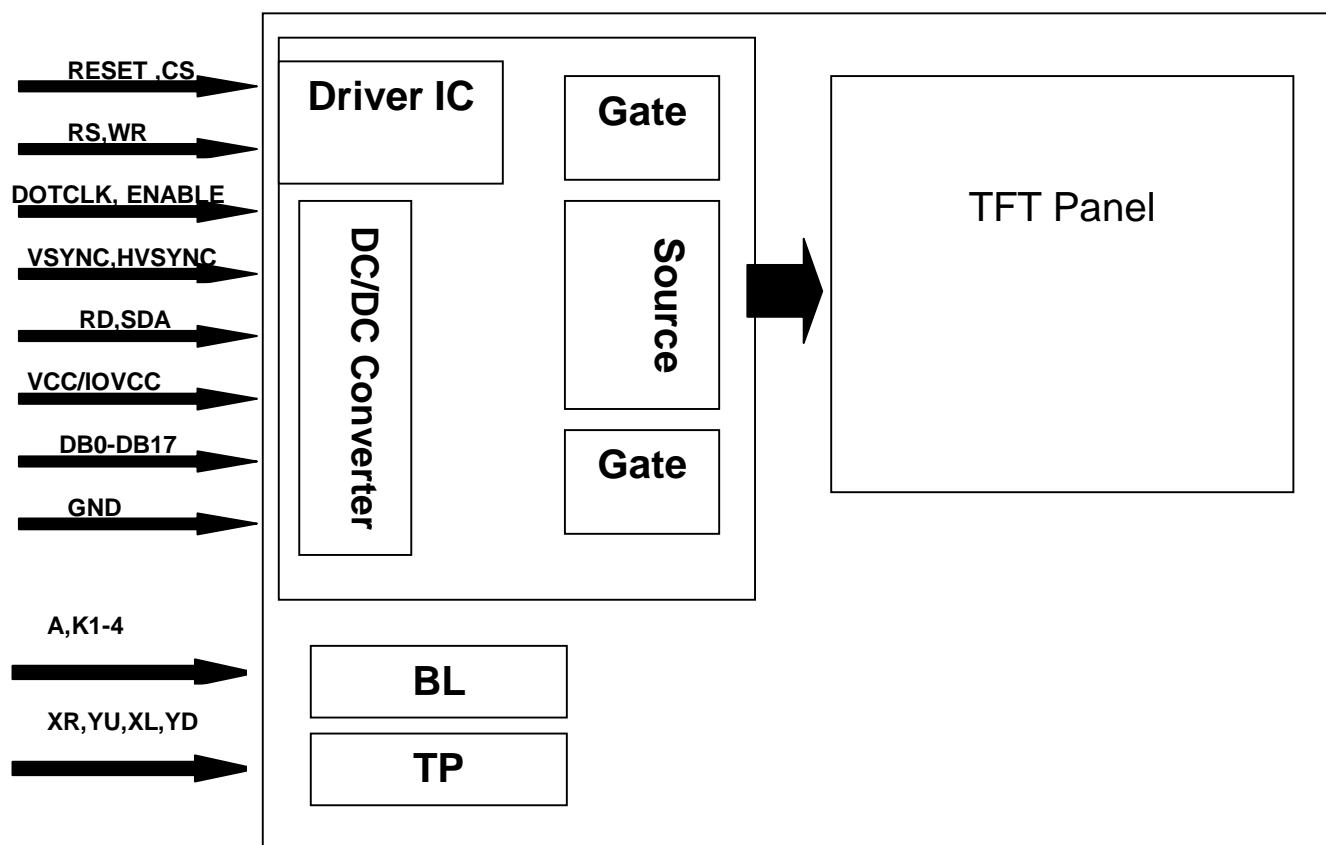 RESET ,CS
RS,WR
DOTCLK, ENABLE
VSYNC,HVSYNC
RD,SDA
VCC/IOVCC
DB0-DB17
GND
A,K1-4
XR,YU,XL,YD
Driver IC
DC/DC Converter
Gate
Source
Gate
BL
TP
TFT Panel